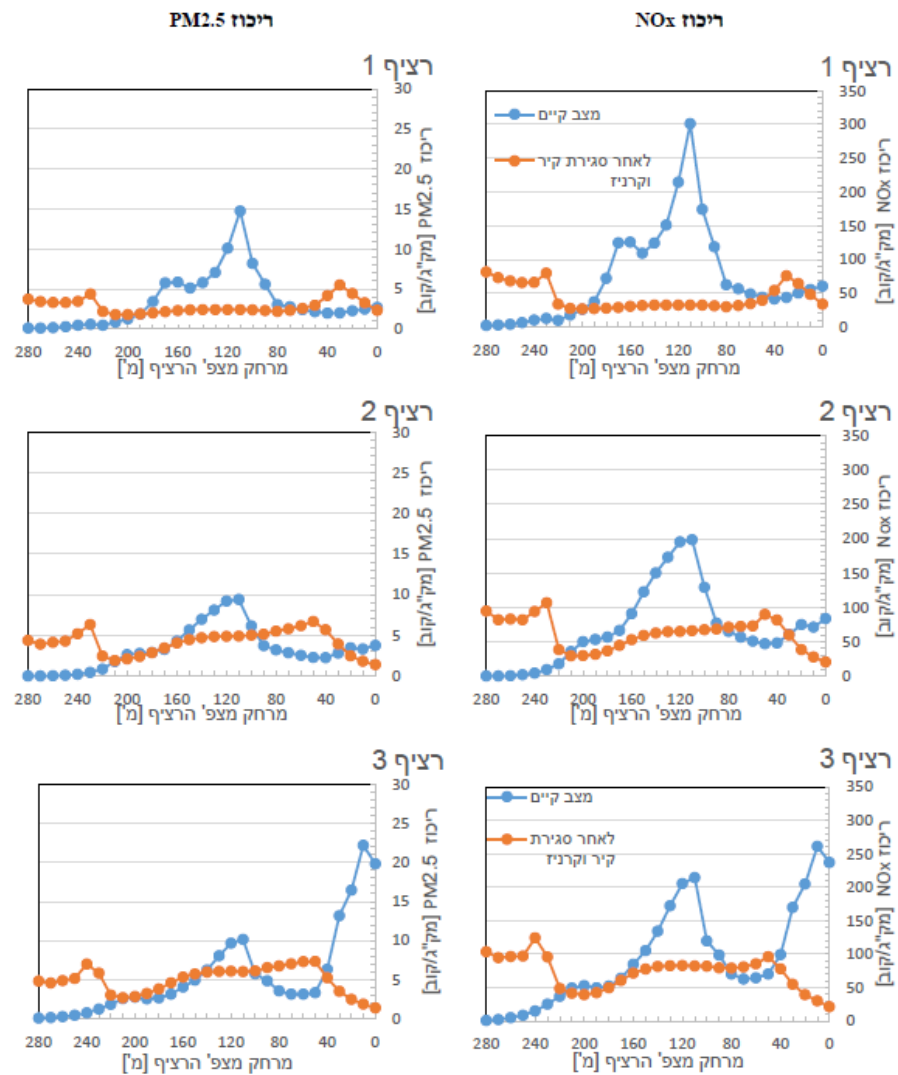 ריכוז NOx
ריכוז PM2.5
רציף 1
350
300
250
200
150
100
50
0
ריכוז NOx [מק"ג/קוב]
מצב קיים
לאחר סגירת קיר
וקרניז
280 240 200 160 120 80 40 0
מרחק מצפ' הרציף [מ']
רציף 1
30
25
20
15
10
5
0
ריכוז PM2.5 [מק"ג/קוב]
280 240 200 160 120 80 40 0
מרחק מצפ' הרציף [מ']
רציף 2
350
300
250
200
150
100
50
0
ריכוז Nox [מק"ג/קוב]
280 240 200 160 120 80 40 0
מרחק מצפ' הרציף [מ']
רציף 2
30
25
20
15
10
5
0
ריכוז PM2.5 [מק"ג/קוב]
280 240 200 160 120 80 40 0
מרחק מצפ' הרציף [מ']
רציף 3
350
300
250
200
150
100
50
0
ריכוז NOx [מק"ג/קוב]
מצב קיים
לאחר סגירת
קיר וקרניז
280 240 200 160 120 80 40 0
מרחק מצפ' הרציף [מ']
רציף 3
30
25
20
15
10
5
0
ריכוז PM2.5 [מק"ג/קוב]
280 240 200 160 120 80 40 0
מרחק מצפ' הרציף [מ']